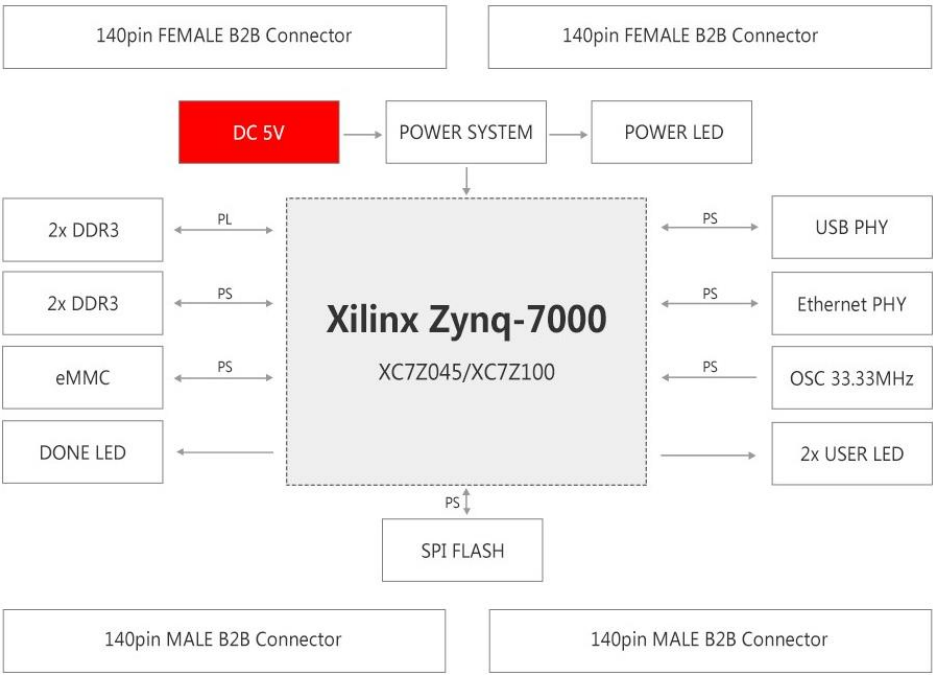 140pin FEMALE B2B Connector
140pin FEMALE B2B Connector
DC 5V
POWER SYSTEM
POWER LED
2x DDR3
PL
PS
USB PHY
2x DDR3
PS
Xilinx Zynq-7000
PS
Ethernet PHY
eMMC
PS
XC7Z045/XC7Z100
PS
OSC 33.33MHz
DONE LED
2x USER LED
PS
SPI FLASH
140pin MALE B2B Connector
140pin MALE B2B Connector